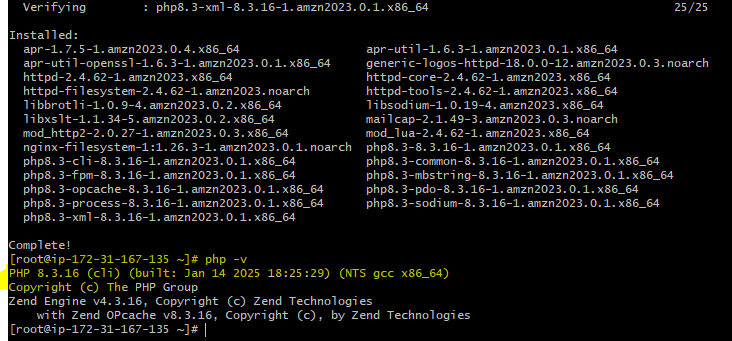 Verifying        : php8.3-xml-8.3.16-1.amzn2023.0.1.x86_64                                   25/25
Installed:
apr-1.7.5-1.amzn2023.0.4.x86_64                  apr-util-1.6.3-1.amzn2023.0.1.x86_64
apr-util-openssl-1.6.3-1.amzn2023.0.1.x86_64     generic-logos-httpd-18.0.0-12.amzn2023.0.3.noarch
httpd-2.4.62-1.amzn2023.x86_64                   httpd-core-2.4.62-1.amzn2023.x86_64
httpd-filesystem-2.4.62-1.amzn2023.noarch        httpd-tools-2.4.62-1.amzn2023.x86_64
libbrotli-1.0.9-4.amzn2023.0.2.x86_64            libsodium-1.0.19-4.amzn2023.x86_64
libxslt-1.1.34-5.amzn2023.0.2.x86_64             mailcap-2.1.49-3.amzn2023.0.3.noarch
mod_http2-2.0.27-1.amzn2023.0.3.x86_64           mod_lua-2.4.62-1.amzn2023.x86_64
nginx-filesystem-1:1.26.3-1.amzn2023.0.1.noarch  php8.3-8.3.16-1.amzn2023.0.1.x86_64
php8.3-cli-8.3.16-1.amzn2023.0.1.x86_64          php8.3-common-8.3.16-1.amzn2023.0.1.x86_64
php8.3-fpm-8.3.16-1.amzn2023.0.1.x86_64          php8.3-mbstring-8.3.16-1.amzn2023.0.1.x86_64
php8.3-opcache-8.3.16-1.amzn2023.0.1.x86_64      php8.3-pdo-8.3.16-1.amzn2023.0.1.x86_64
php8.3-process-8.3.16-1.amzn2023.0.1.x86_64      php8.3-sodium-8.3.16-1.amzn2023.0.1.x86_64
php8.3-xml-8.3.16-1.amzn2023.0.1.x86_64
Complete!
[root@ip-172-31-167-135 ~]# php -v
PHP 8.3.16 (cli) (built: Jan 14 2025 18:25:29) (NTS gcc x86_64)
Copyright (c) The PHP Group
Zend Engine v4.3.16, Copyright (c) Zend Technologies
    with Zend OPcache v8.3.16, Copyright (c), by Zend Technologies
[root@ip-172-31-167-135 ~]#